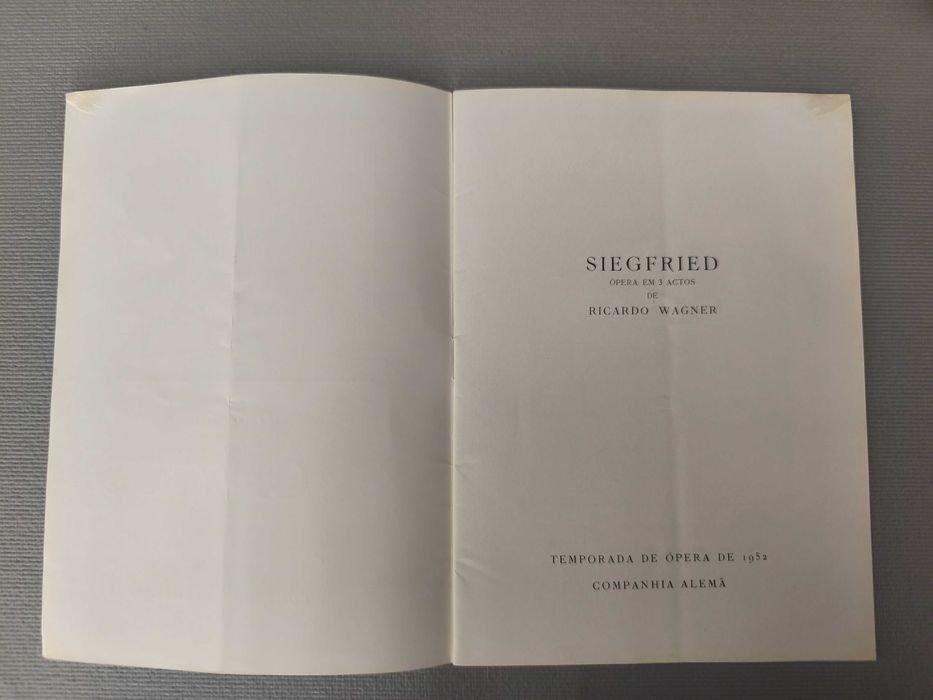 SIEGFRIED
ÓPERA EM 3 ACTOS
DE
RICARDO WAGNER
TEMPORADA DE ÓPERA DE 1952
COMPANHIA ALEMÃ